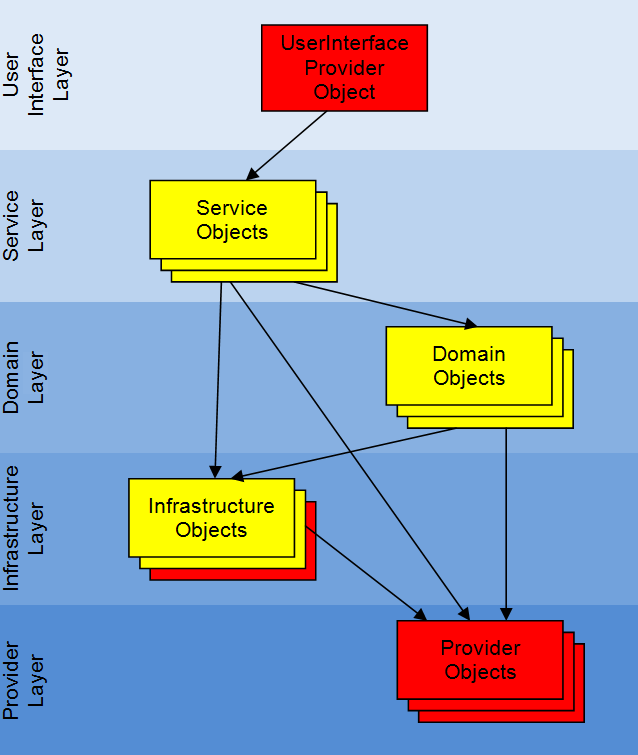 User
Interface
Layer
UserInterface
Provider
Object
Service
Layer
Service
Objects
Domain
Layer
Domain
Objects
Infrastructure
Layer
Infrastructure
Objects
Provider
Layer
Provider
Objects